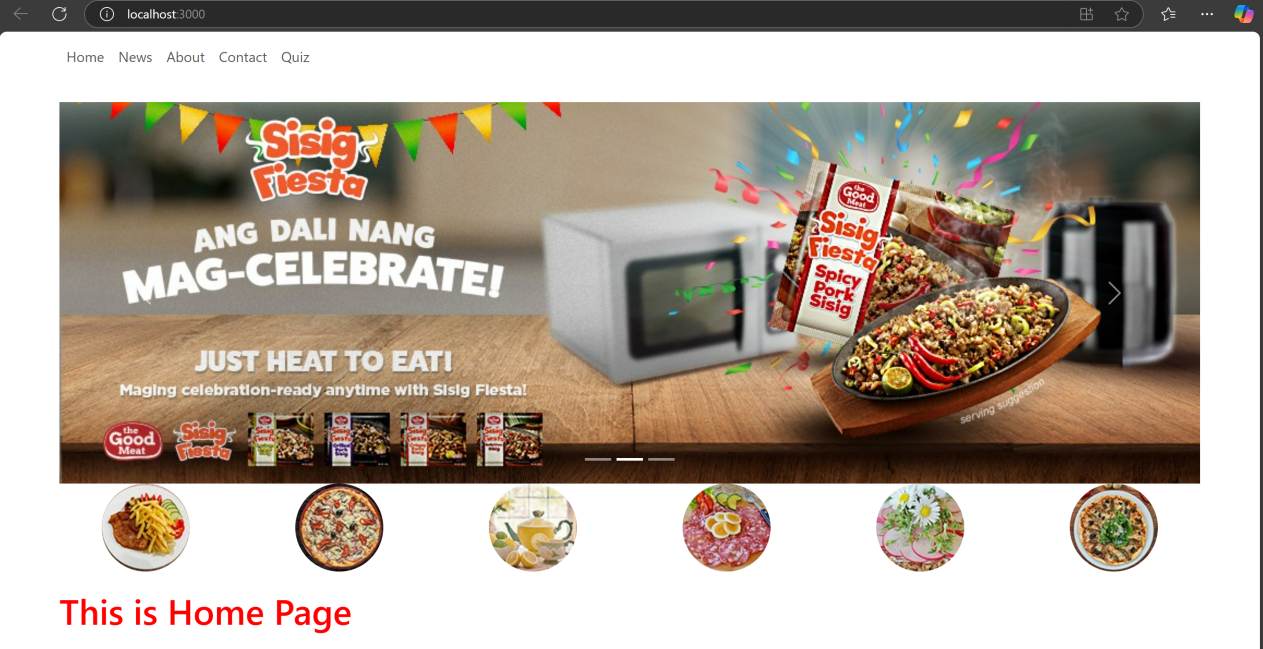 localhost:3000
Home News About Contact Quiz
Sisig
Fiesta
ANG DALI NANG
MAG-CELEBRATE!
JUST HEAT TO EAT!
Maging celebration-ready anytime with Sisig Fiesta!
the
Good
Meat
Sisig
Fiesta
the
Good
Meat
Sisig
Fiesta
Spicy
Pork
Sisig
serving suggestion
This is Home Page